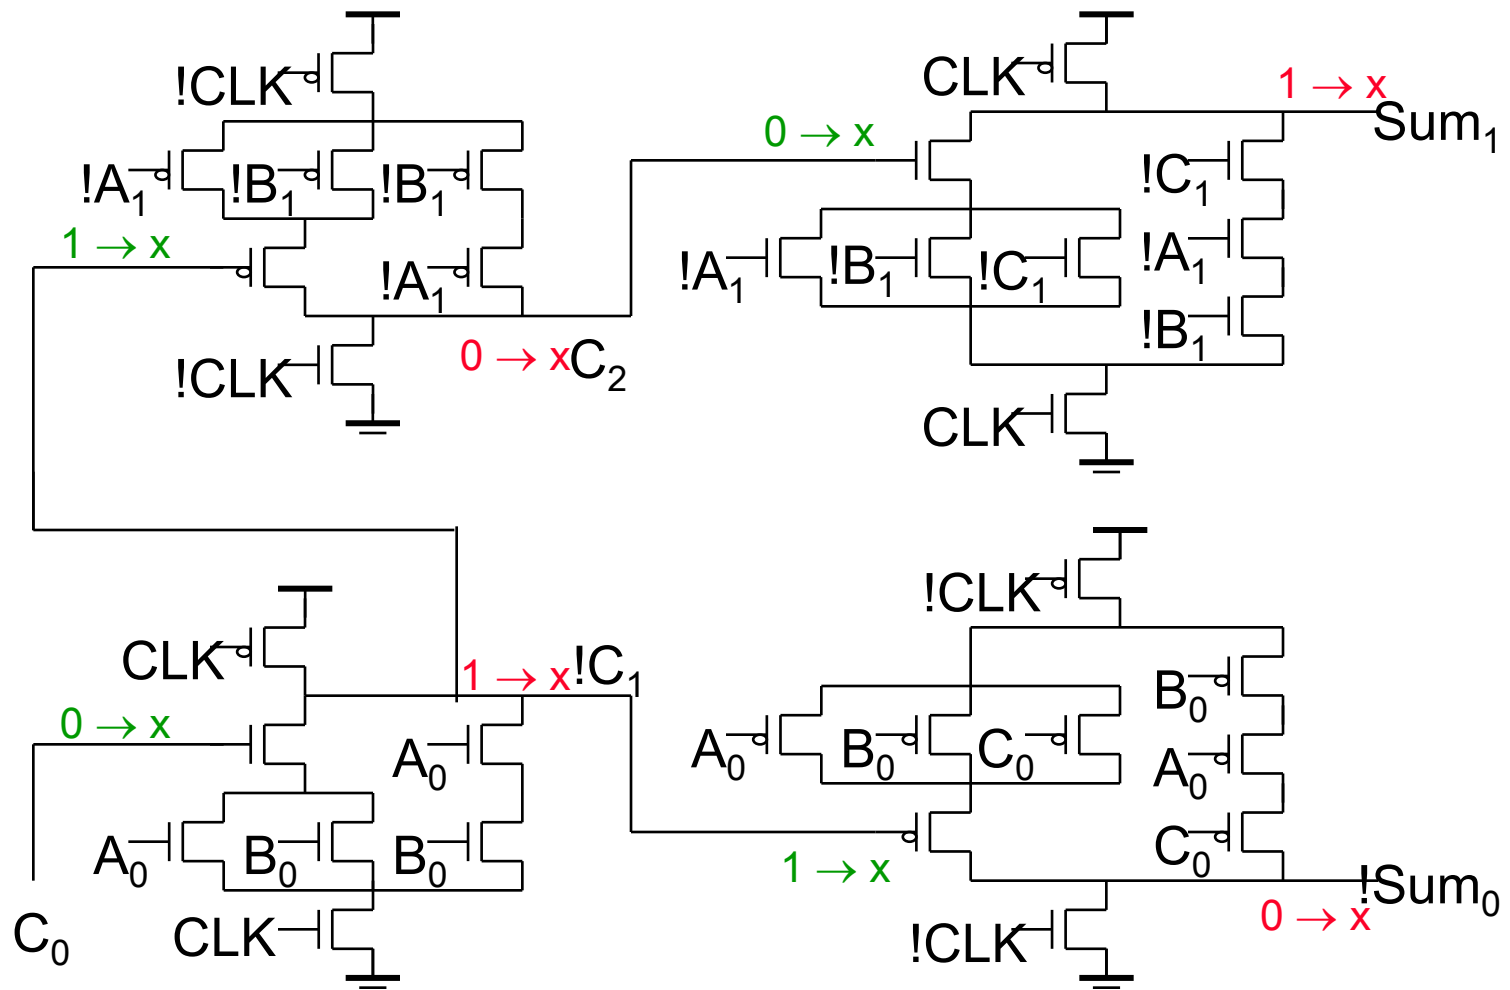 !CLK
CLK
1 → x
Sum₁
0 → x
!A₁
!B₁
!B₁
!C₁
1 → x
!A₁
!A₁
!B₁
!C₁
!A₁
!B₁
!CLK
0 → x
C₂
CLK
!CLK
CLK
1 → x
!C₁
0 → x
A₀
A₀
B₀
C₀
B₀
A₀
A₀
B₀
B₀
C₀
1 → x
!Sum₀
C₀
CLK
!CLK
0 → x